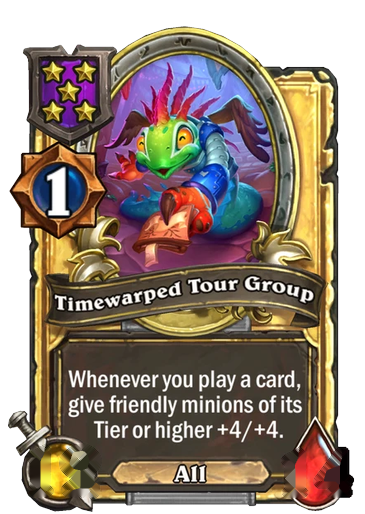 1
Timewarped Tour Group
Whenever you play a card,
give friendly minions of its
Tier or higher +4/+4.
All